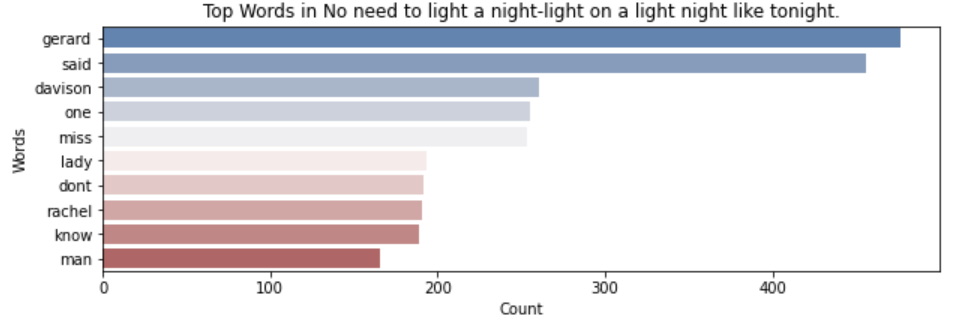 Top Words in No need to light a night-light on a light night like tonight.
gerard
said
davison
one
miss
lady
dont
rachel
know
man
Words
0 100 200 300 400
Count